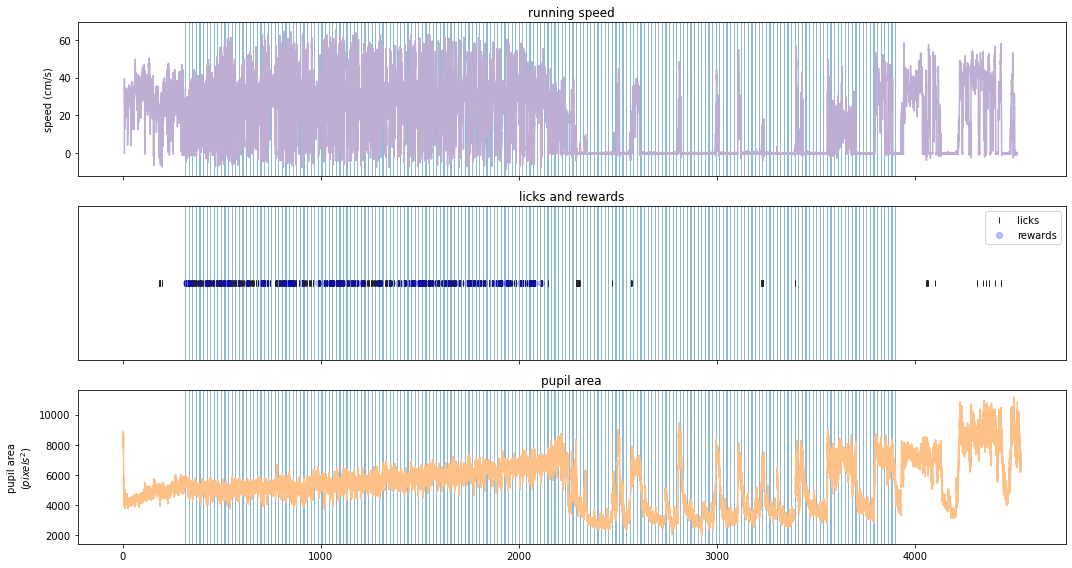 running speed
60
40
20
0
speed (cm/s)
licks and rewards
licks
rewards
pupil area
10000
8000
6000
4000
2000
pupil area
(pixels²)
0
1000
2000
3000
4000